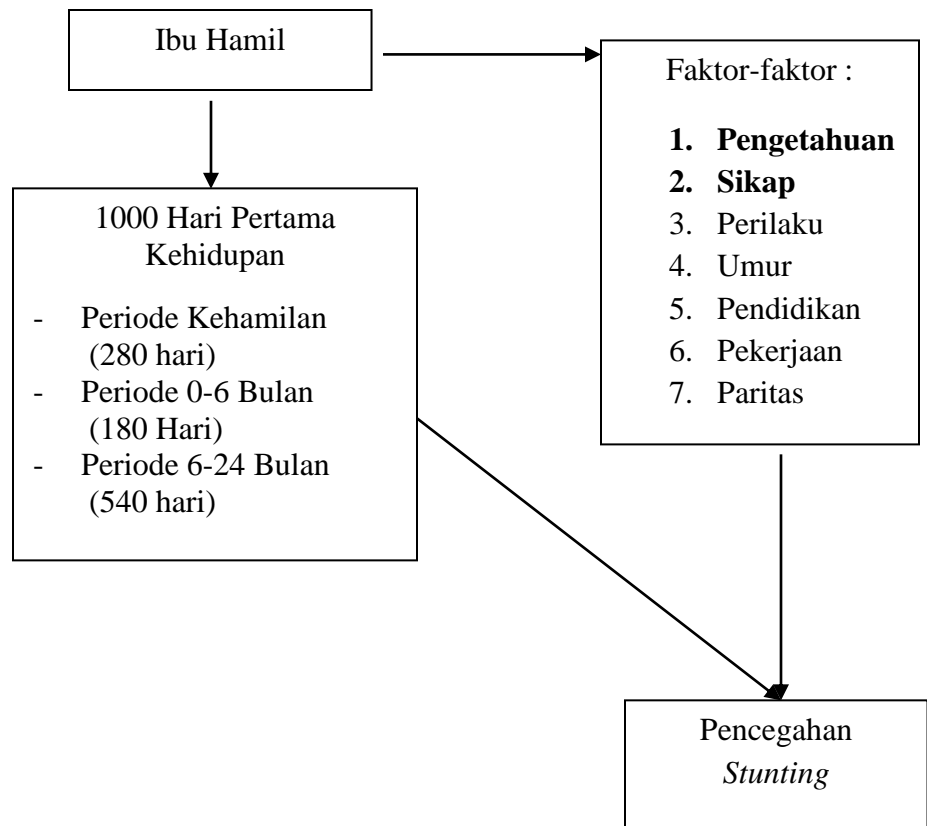 Ibu Hamil
Faktor-faktor :
1. Pengetahuan
2. Sikap
3. Perilaku
4. Umur
5. Pendidikan
6. Pekerjaan
7. Paritas
1000 Hari Pertama
Kehidupan
- Periode Kehamilan
(280 hari)
- Periode 0-6 Bulan
(180 Hari)
- Periode 6-24 Bulan
(540 hari)
Pencegahan
Stunting